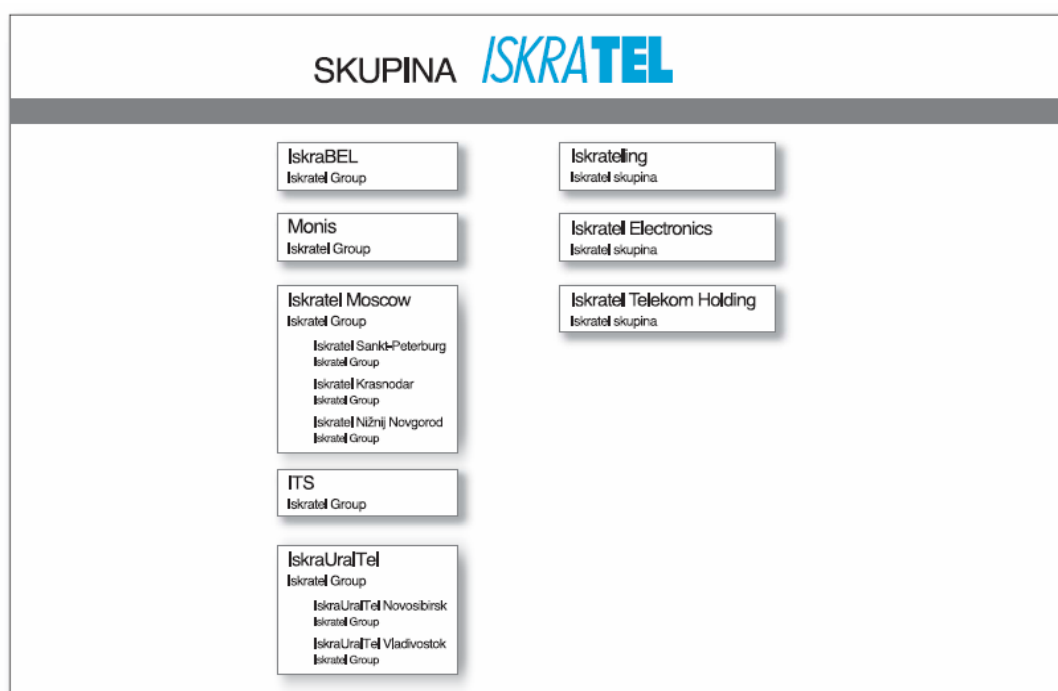 SKUPINA ISKRATEL
IskraBEL
Iskratel Group
Monis
Iskratel Group
Iskratel Moscow
Iskratel Group
Iskratel Sankt-Peterburg
Iskratel Group
Iskratel Krasnodar
Iskratel Group
Iskratel Nižnij Novgorod
Iskratel Group
ITS
Iskratel Group
IskraUralTel
Iskratel Group
IskraUralTel Novosibirsk
Iskratel Group
IskraUralTel Vladivostok
Iskratel Group
Iskrateling
Iskratel skupina
Iskratel Electronics
Iskratel skupina
Iskratel Telekom Holding
Iskratel skupina